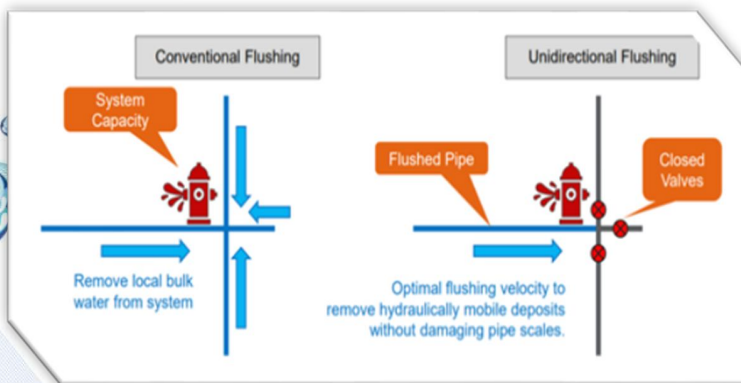 Conventional Flushing
System
Capacity
Remove local bulk
water from system
Unidirectional Flushing
Flushed Pipe
Closed
Valves
Optimal flushing velocity to
remove hydraulically mobile deposits
without damaging pipe scales.